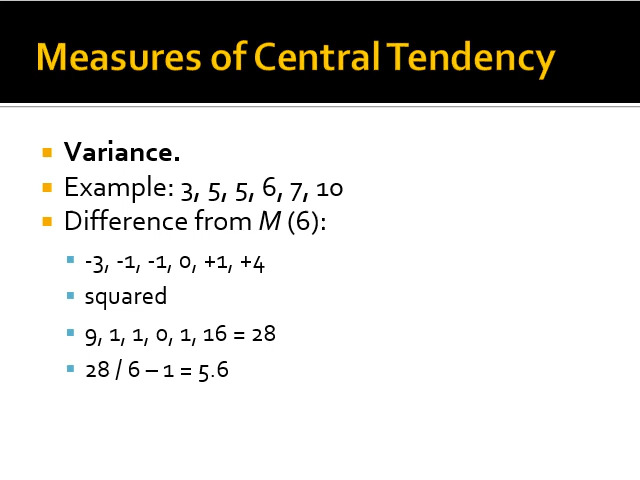 Measures of Central Tendency
Variance.
Example: 3, 5, 5, 6, 7, 10
Difference from M (6):
-3, -1, -1, 0, +1, +4
squared
9, 1, 1, 0, 1, 16 = 28
28 / 6 – 1 = 5.6